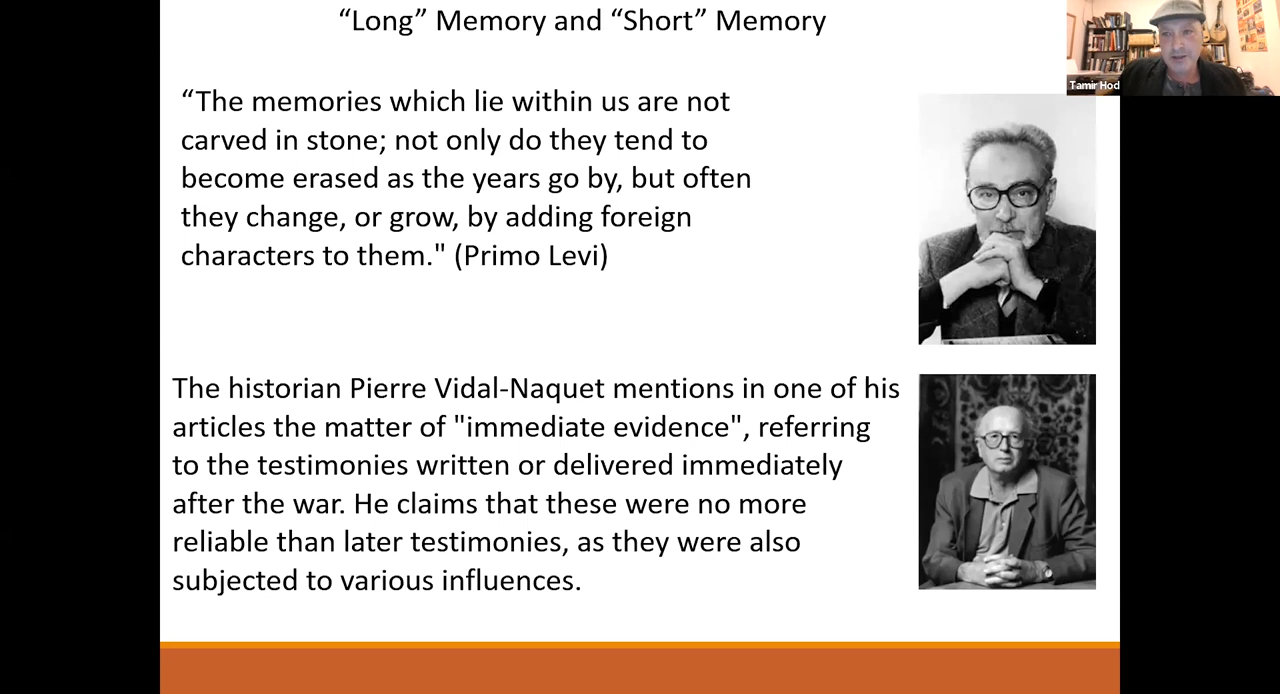 “Long” Memory and “Short” Memory
Tamir Hod
“The memories which lie within us are not
carved in stone; not only do they tend to
become erased as the years go by, but often
they change, or grow, by adding foreign
characters to them." (Primo Levi)
The historian Pierre Vidal-Naquet mentions in one of his
articles the matter of "immediate evidence", referring
to the testimonies written or delivered immediately
after the war. He claims that these were no more
reliable than later testimonies, as they were also
subjected to various influences.